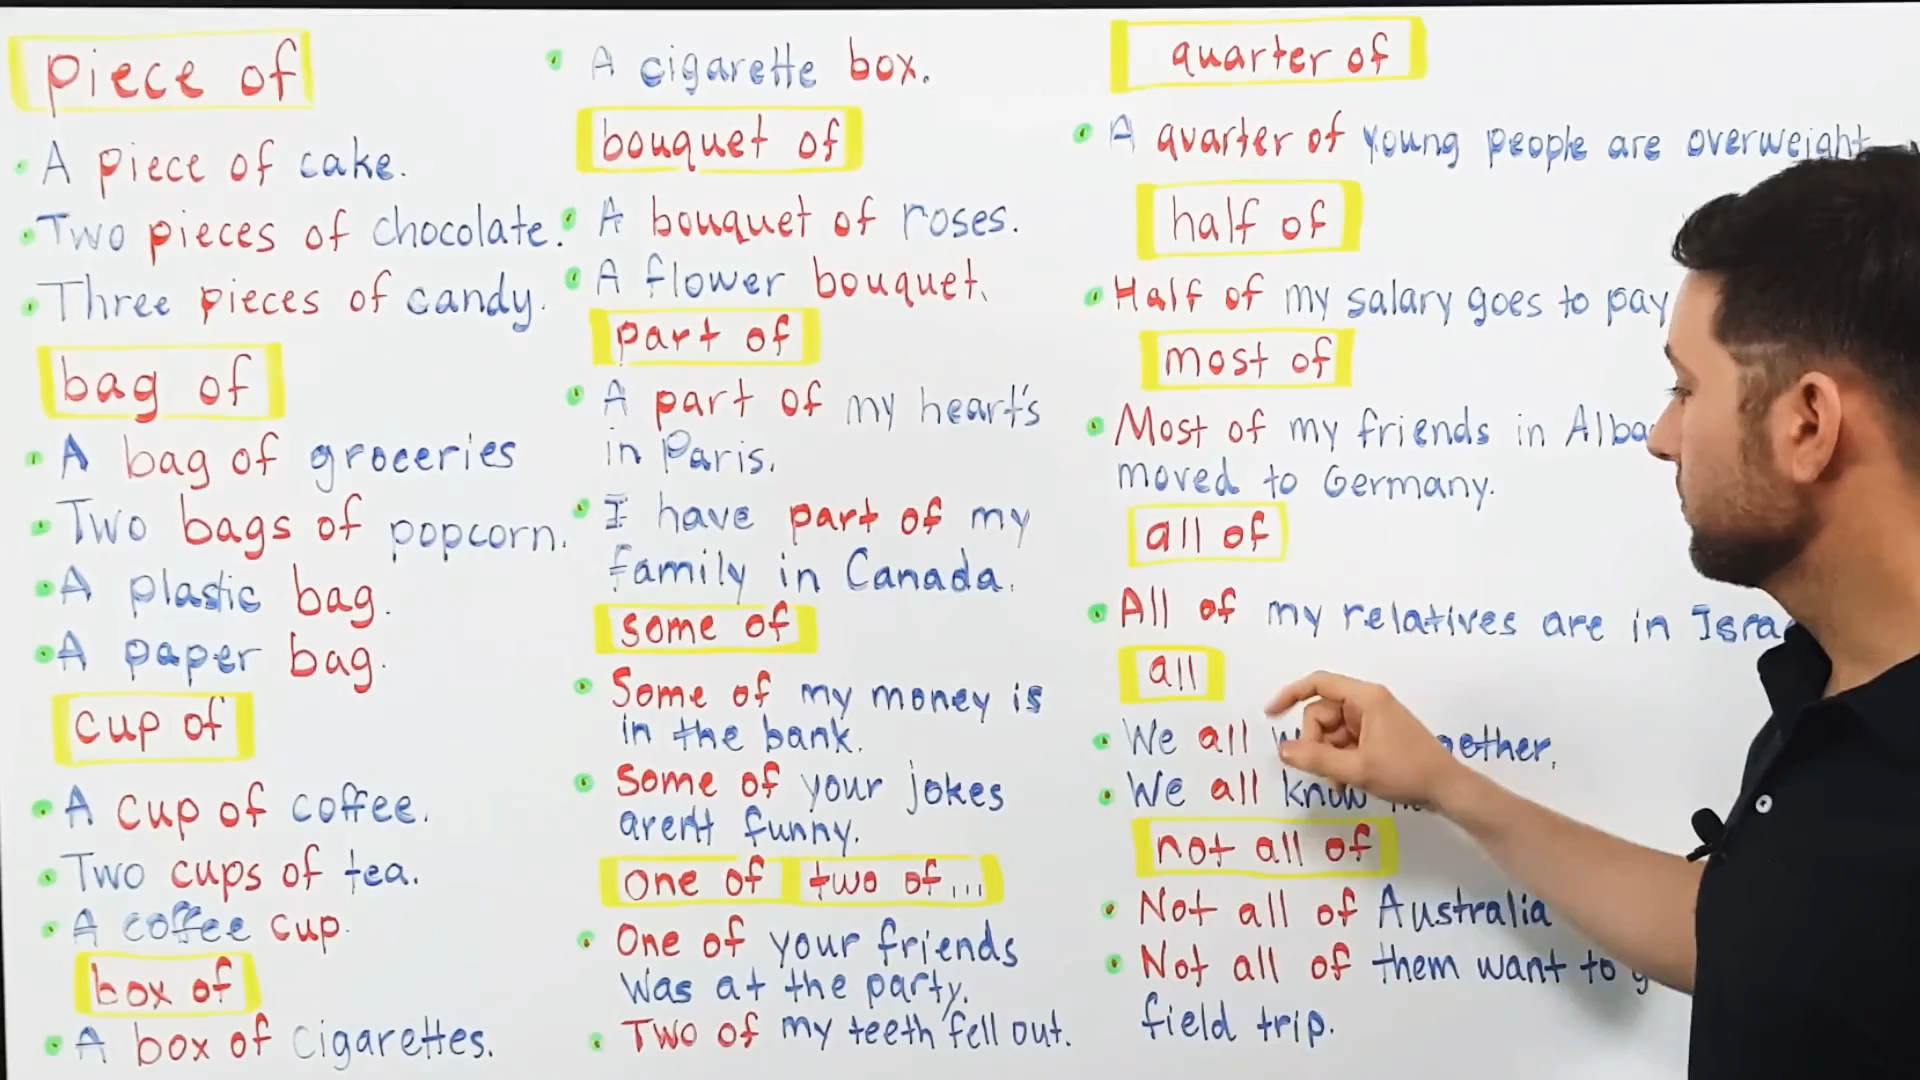 piece of
A piece of cake.
Two pieces of chocolate.
Three pieces of candy.
bag of
A bag of groceries
Two bags of popcorn.
A plastic bag.
A paper bag.
cup of
A cup of coffee.
Two cups of tea.
A coffee cup.
box of
A box of cigarettes.
A cigarette box.
bouquet of
A bouquet of roses.
A flower bouquet.
part of
A part of my heart's
in Paris.
I have part of my
family in Canada.
some of
Some of my money is
in the bank.
Some of your jokes
aren't funny.
one of two of...
One of your friends
was at the party.
Two of my teeth fell out.
quarter of
A quarter of young people are overweight
half of
Half of my salary goes to pay
most of
Most of my friends in
moved to Germany.
all of
All of my relatives are in
all
We all
We all know
not all of
Not all of Australia
Not all of them want to
field trip.